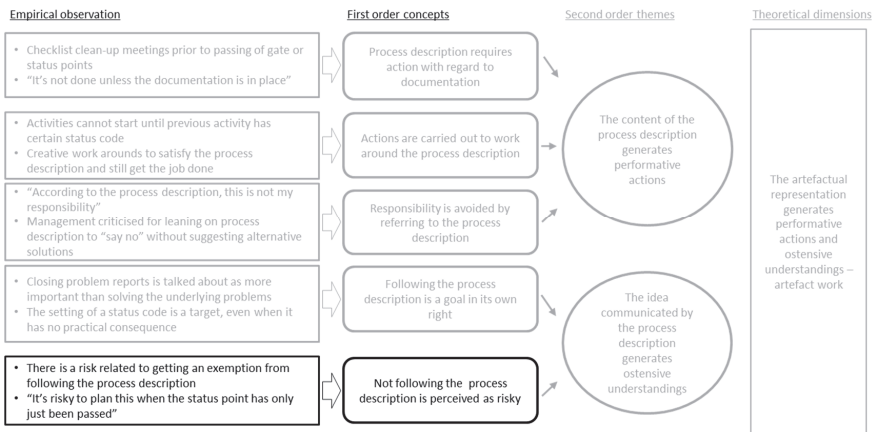 Empirical observation
First order concepts
Second order themes
Theoretical dimensions
• Checklist clean-up meetings prior to passing of gate or
status points
• “It’s not done unless the documentation is in place”
Process description requires
action with regard to
documentation
• Activities cannot start until previous activity has
certain status code
• Creative work arounds to satisfy the process
description and still get the job done
Actions are carried out to work
around the process description
• “According to the process description, this is not my
responsibility”
• Management criticised for leaning on process
description to “say no” without suggesting alternative
solutions
Responsibility is avoided by
referring to the process
description
The content of the
process description
generates
performative
actions
• Closing problem reports is talked about as more
important than solving the underlying problems
• The setting of a status code is a target, even when it
has no practical consequence
Following the process
description is a goal in its own
right
• There is a risk related to getting an exemption from
following the process description
• “It’s risky to plan this when the status point has only
just been passed”
Not following the process
description is perceived as risky
The idea
communicated by
the process
description
generates
ostensive
understandings
The artefactual
representation
generates
performative
actions and
ostensive
understandings –
artefact work